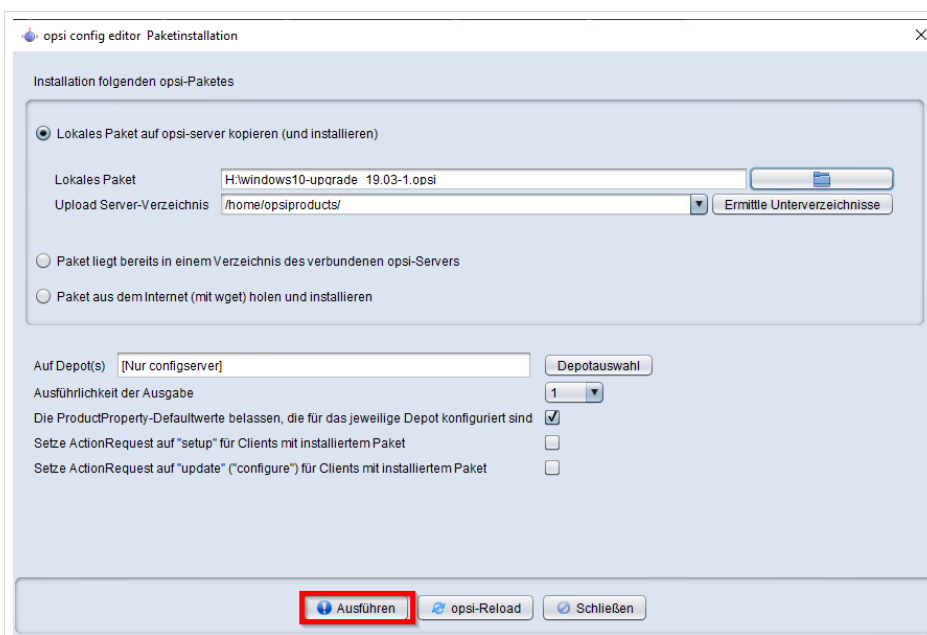 opsi config editor Paketinstallation
Installation folgenden opsi-Paketes
Lokales Paket auf opsi-server kopieren (und installieren)
Lokales Paket H:\windows10-upgrade_19.03-1.opsi
Upload Server-Verzeichnis /home/opsiproducts/ Ermittle Unterverzeichnisse
Paket liegt bereits in einem Verzeichnis des verbundenen opsi-Servers
Paket aus dem Internet (mit wget) holen und installieren
Auf Depot(s) [Nur configserver] Depotauswahl
Ausführlichkeit der Ausgabe 1
Die ProductProperty-Defaultwerte belassen, die für das jeweilige Depot konfiguriert sind
Setze ActionRequest auf "setup" für Clients mit installiertem Paket
Setze ActionRequest auf "update" ("configure") für Clients mit installiertem Paket
Ausführen opsi-Reload Schließen